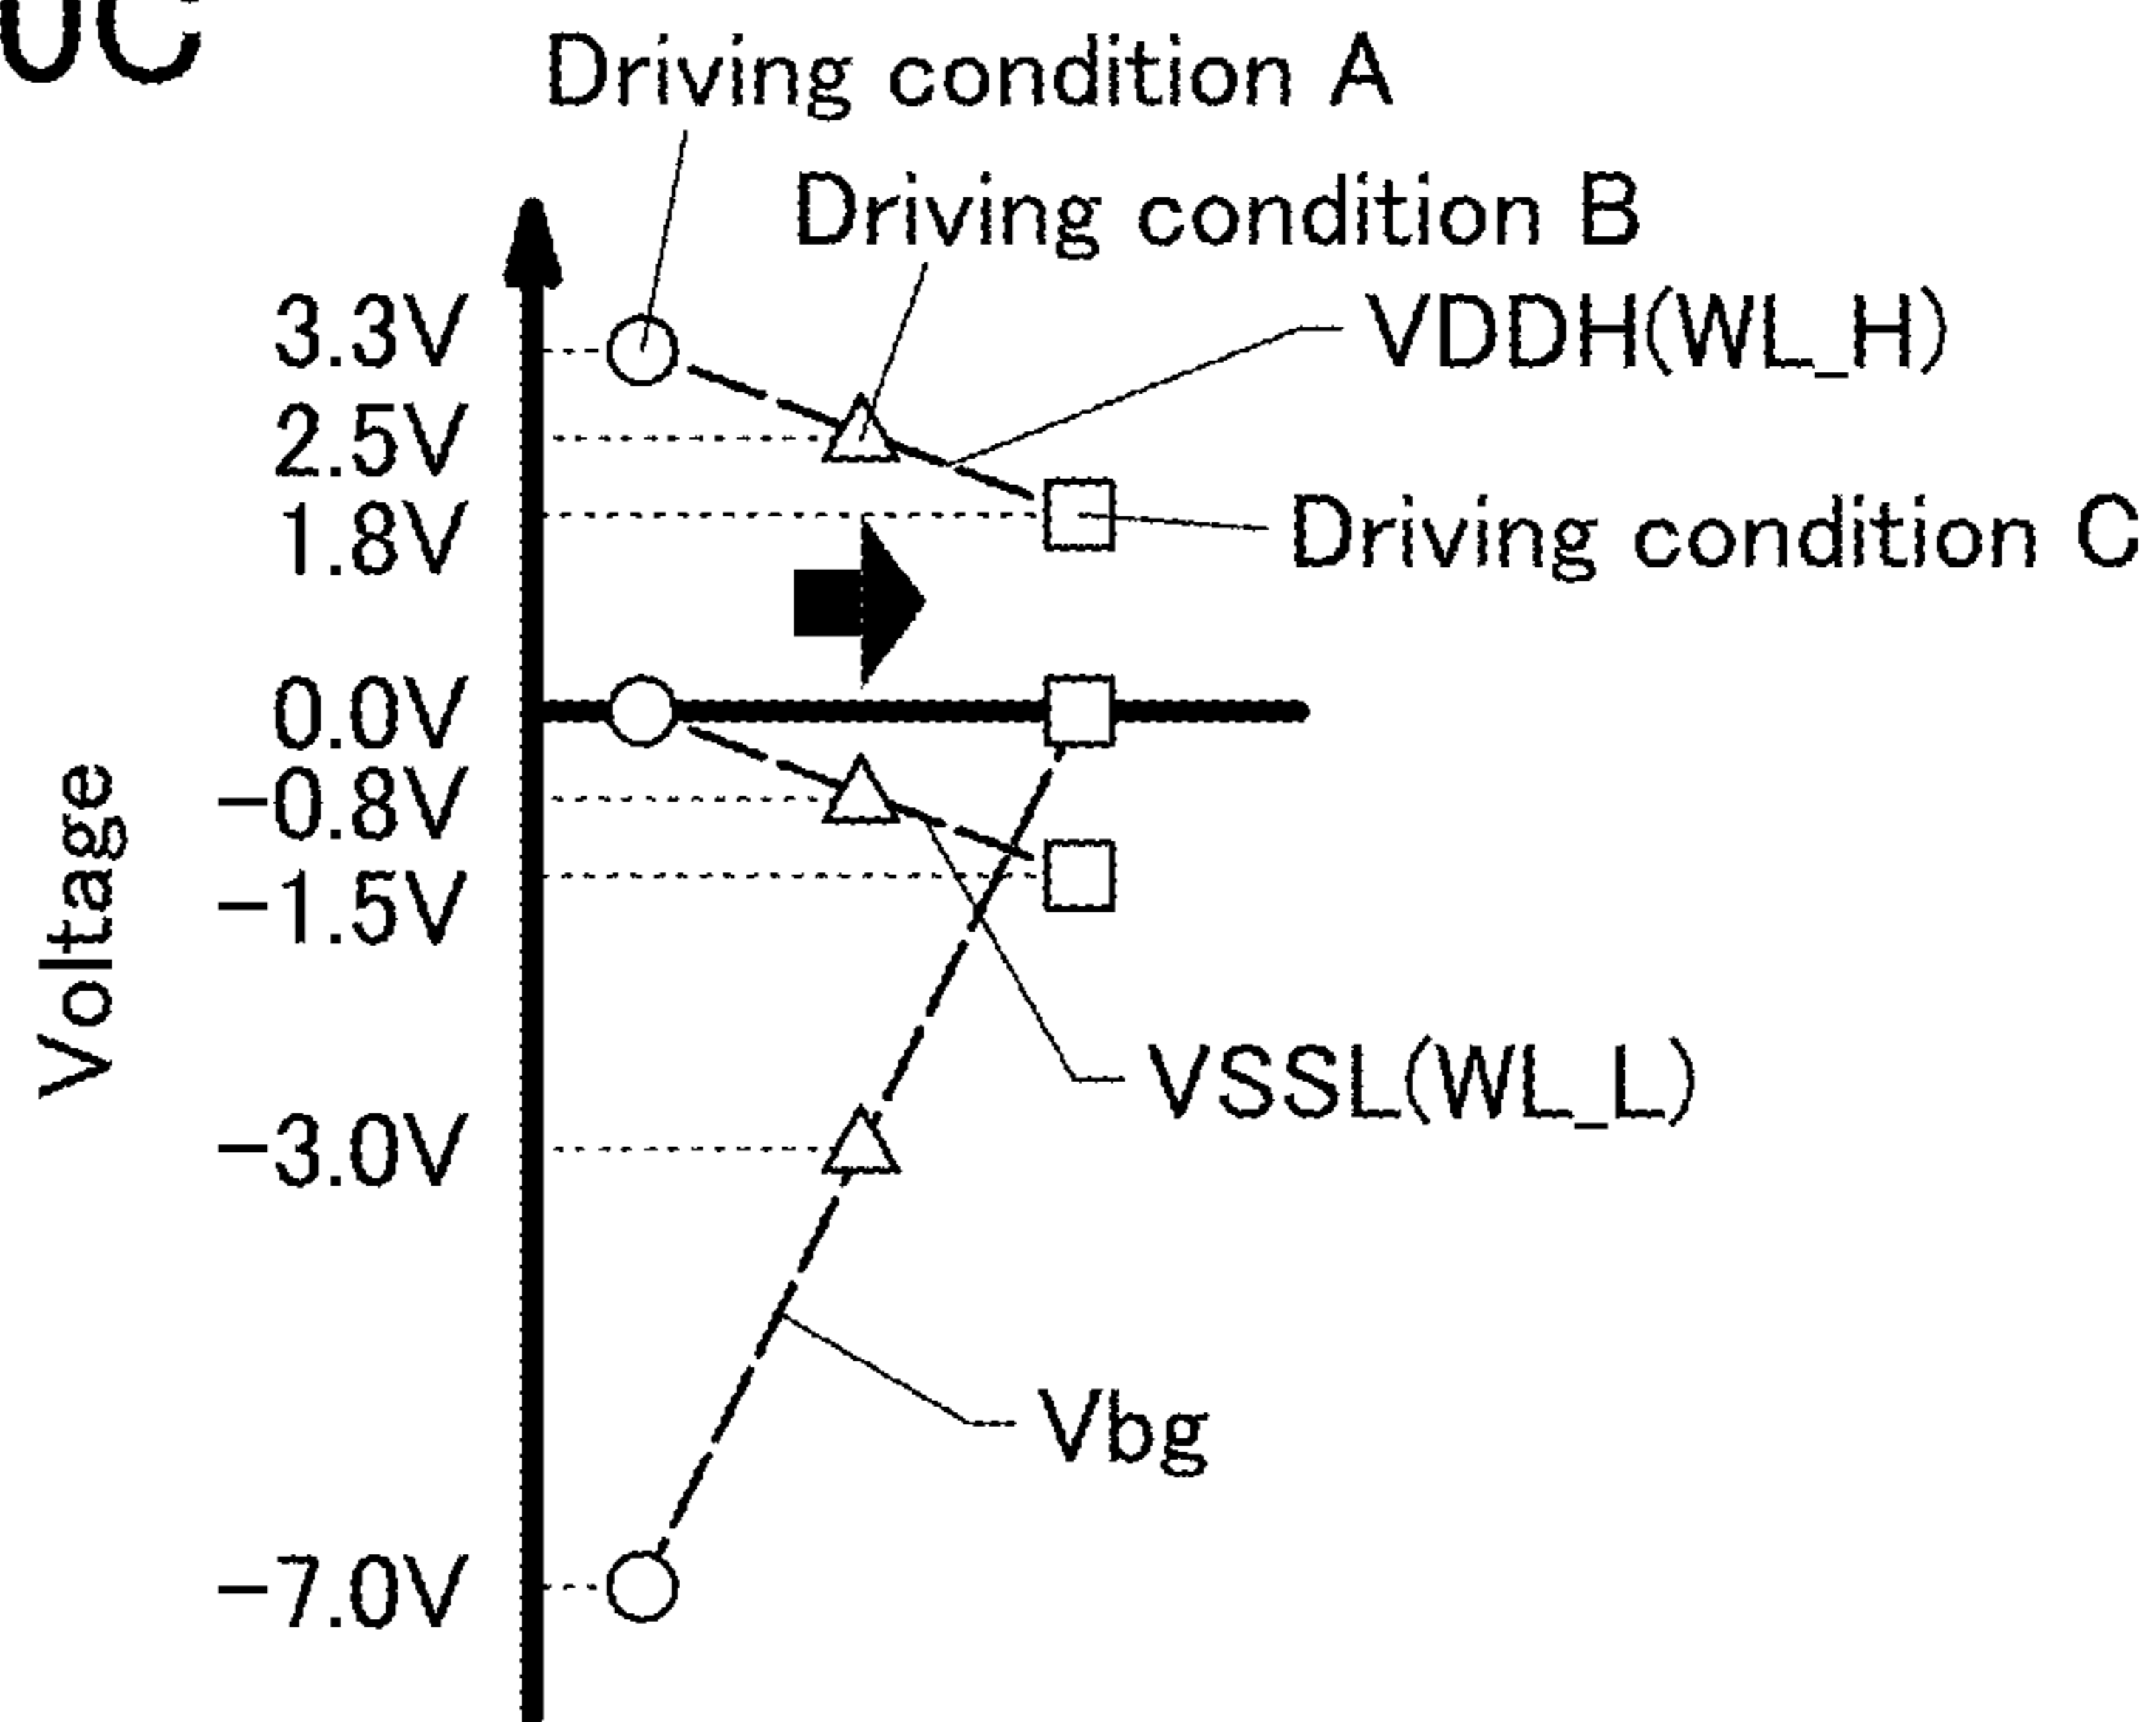 0C
Driving condition A
Driving condition B
3.3V
VDDH(WL_H)
2.5V
1.8V
Driving condition C
0.0V
−0.8V
−1.5V
Voltage
VSSL(WL_L)
−3.0V
Vbg
−7.0V